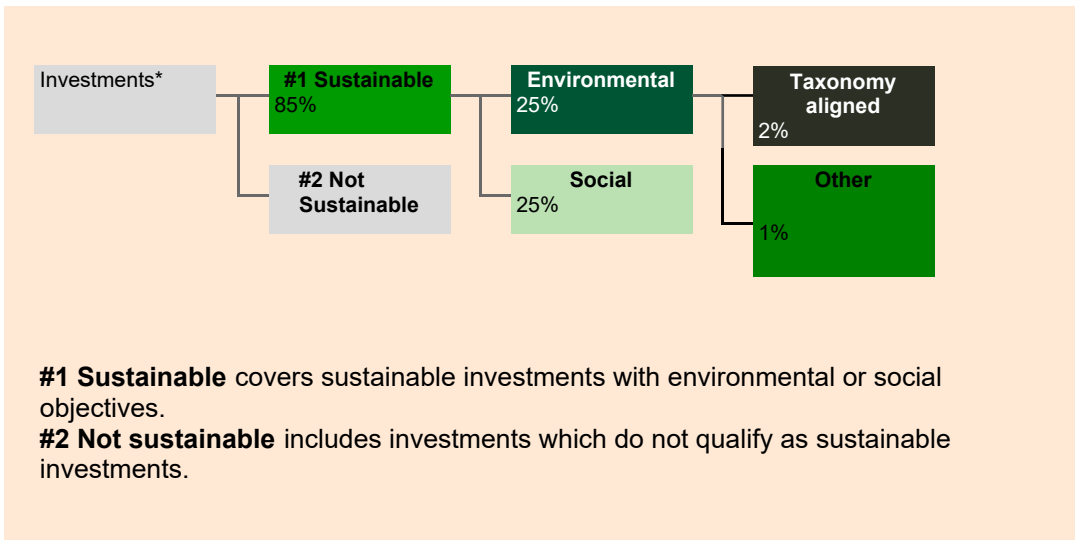 Investments*
#1 Sustainable
85%
Environmental
25%
Taxonomy
aligned
2%
#2 Not
Sustainable
Social
25%
Other
1%
#1 Sustainable covers sustainable investments with environmental or social
objectives.
#2 Not sustainable includes investments which do not qualify as sustainable
investments.